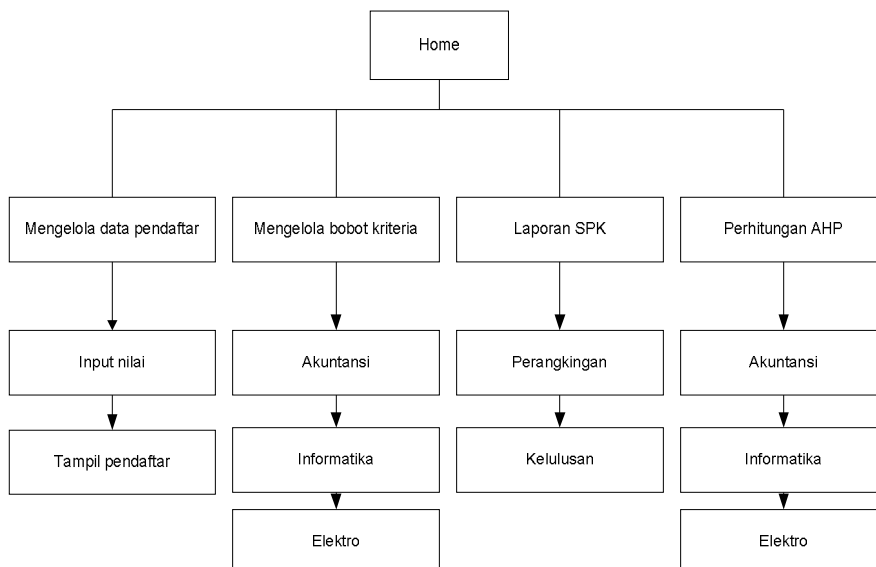 Home
Mengelola data pendaftar
Mengelola bobot kriteria
Laporan SPK
Perhitungan AHP
Input nilai
Akuntansi
Perangkingan
Akuntansi
Tampil pendaftar
Informatika
Kelulusan
Informatika
Elektro
Elektro